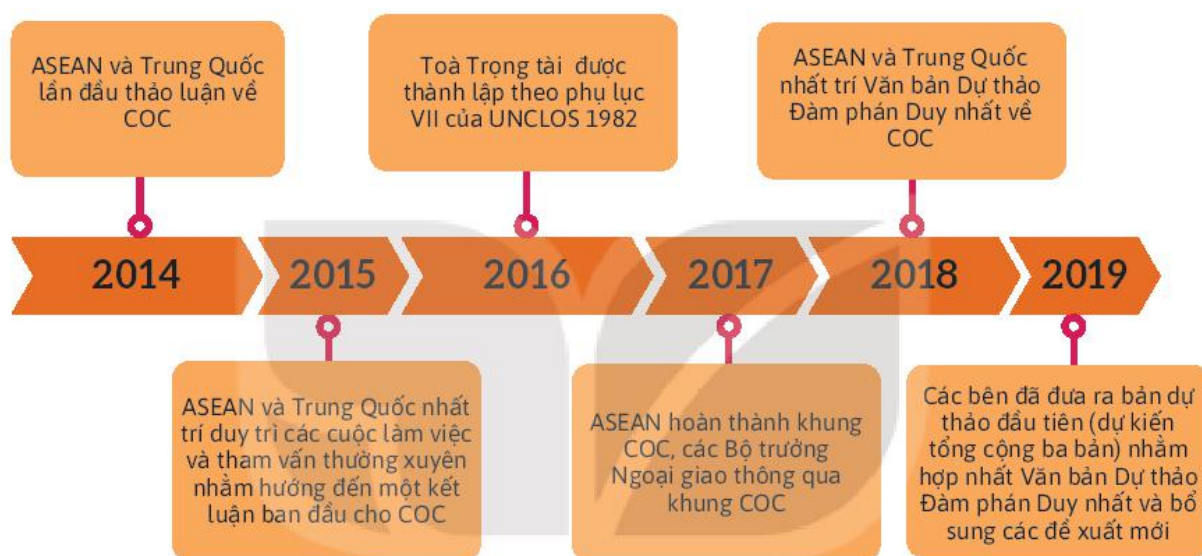 ASEAN và Trung Quốc
lần đầu thảo luận về
COC
Toà Trọng tài được
thành lập theo phụ lục
VII của UNCLOS 1982
ASEAN và Trung Quốc
nhất trí Văn bản Dự thảo
Đàm phán Duy nhất về
COC
2014
2015
2016
2017
2018
2019
ASEAN và Trung Quốc nhất
trí duy trì các cuộc làm việc
và tham vấn thường xuyên
nhằm hướng đến một kết
luận ban đầu cho COC
ASEAN hoàn thành khung
COC, các Bộ trưởng
Ngoại giao thông qua
khung COC
Các bên đã đưa ra bản dự
thảo đầu tiên (dự kiến
tổng cộng ba bản) nhằm
hợp nhất Văn bản Dự thảo
Đàm phán Duy nhất và bổ
sung các đề xuất mới